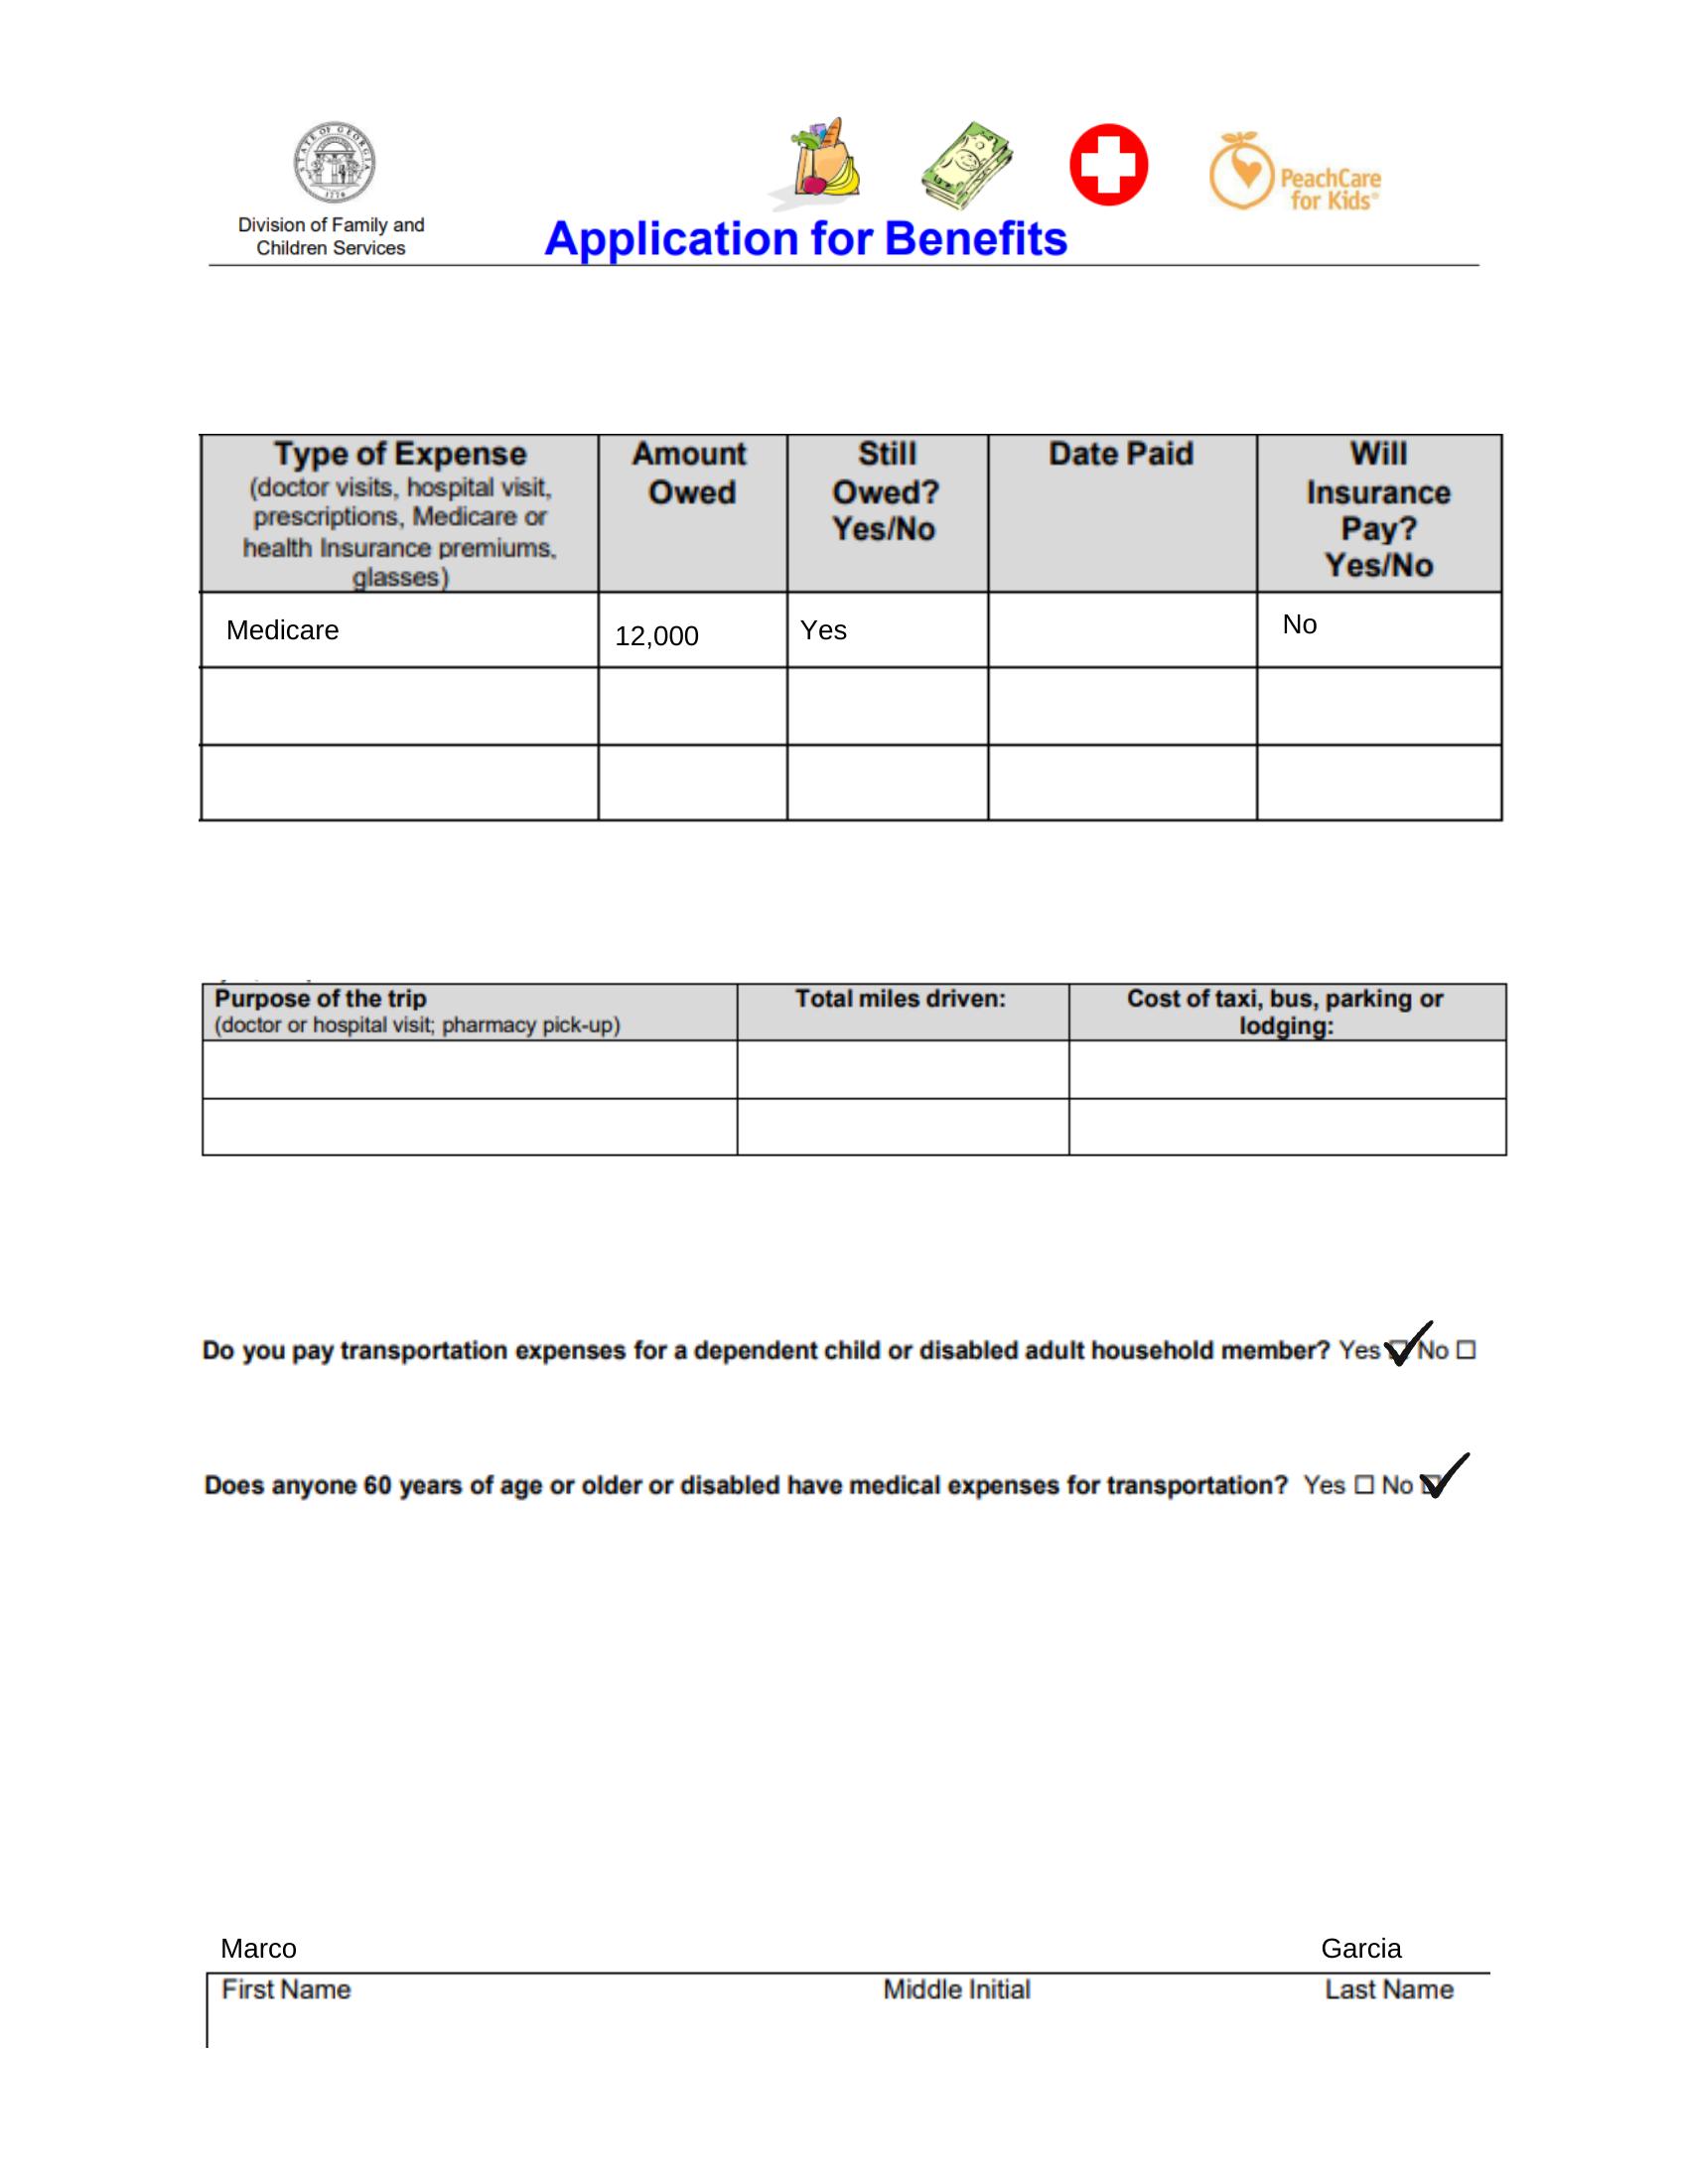 STATE OF GEORGIA
1776
Division of Family and
Children Services
PeachCare
for Kids®
Application for Benefits
Type of Expense
(doctor visits, hospital visit,
prescriptions, Medicare or
health Insurance premiums,
glasses)
Amount
Owed
Still
Owed?
Yes/No
Date Paid
Will
Insurance
Pay?
Yes/No
Medicare
12,000
Yes
No
Purpose of the trip
(doctor or hospital visit; pharmacy pick-up)
Total miles driven:
Cost of taxi, bus, parking or
lodging:
Do you pay transportation expenses for a dependent child or disabled adult household member? Yes ☑ No ☐
Does anyone 60 years of age or older or disabled have medical expenses for transportation? Yes ☐ No ☑
Marco
Garcia
First Name
Middle Initial
Last Name